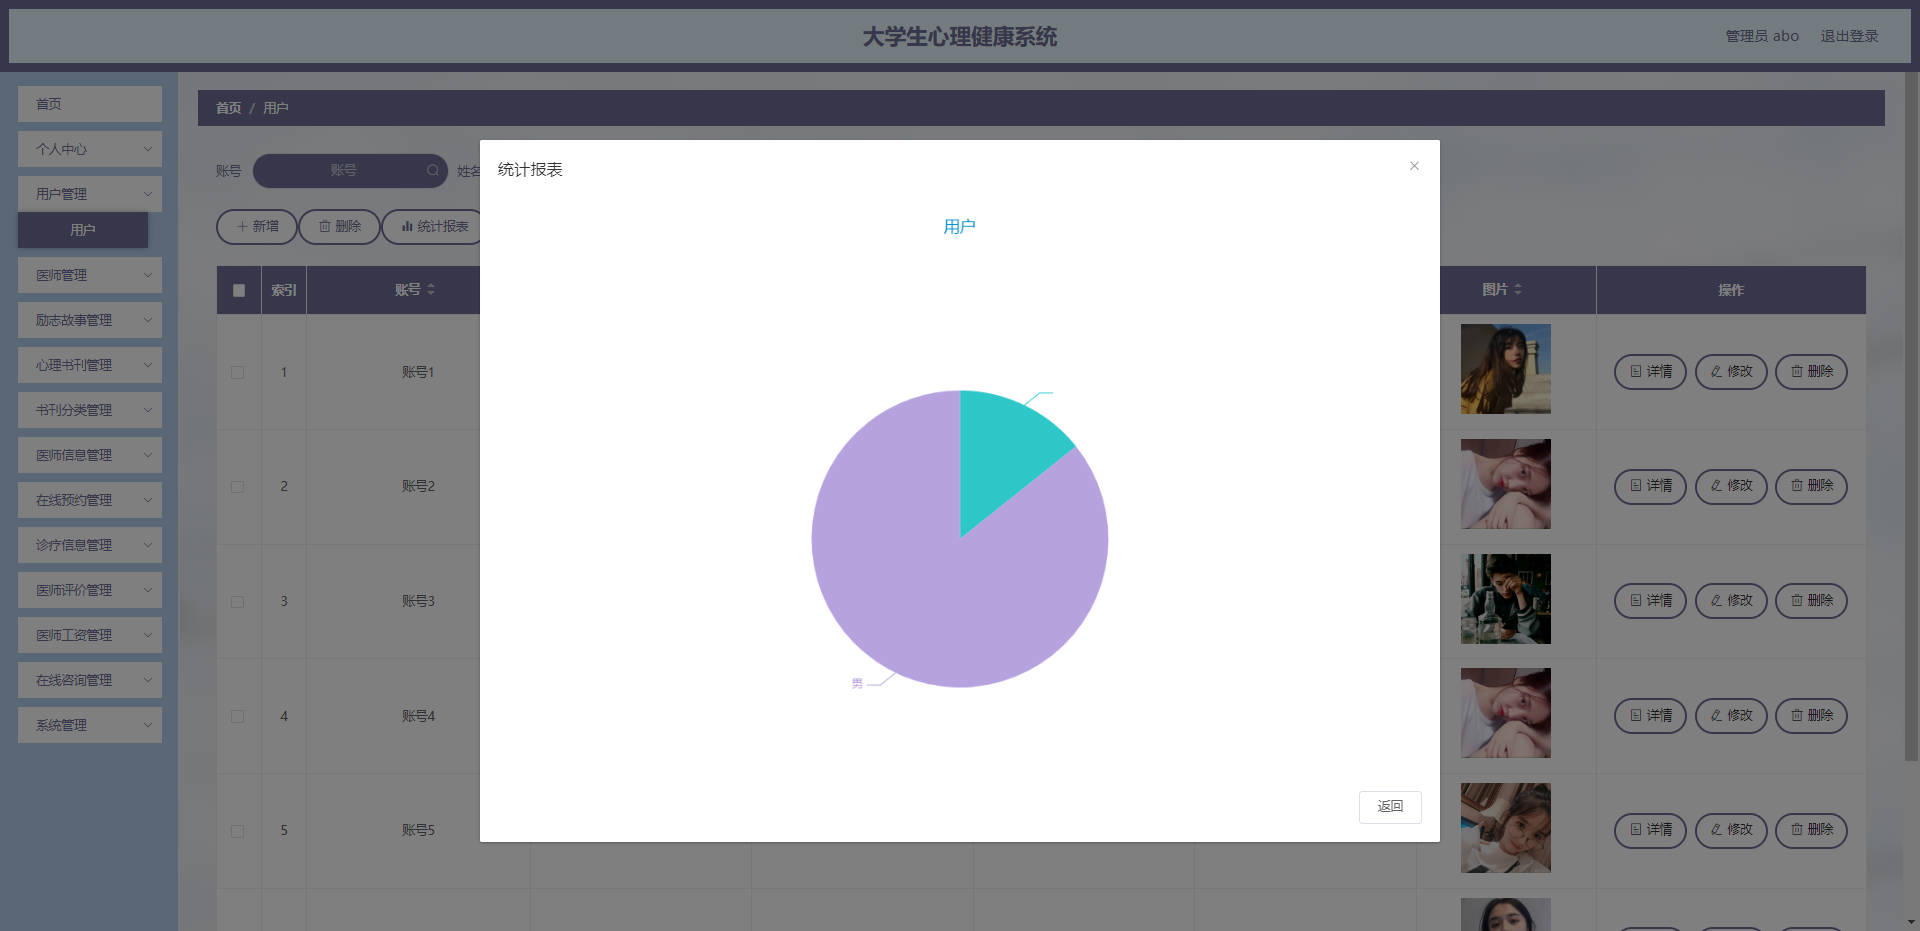 大学生心理健康系统
管理员 abo
退出登录
首页
个人中心
用户管理
用户
医师管理
励志故事管理
心理书刊管理
书刊分类管理
医师信息管理
在线预约管理
诊疗信息管理
医师评价管理
医师工资管理
在线咨询管理
系统管理
首页 / 用户
账号 账号 姓名
新增 删除 统计报表
索引 账号 图片 操作
1 账号1 详情 修改 删除
2 账号2 详情 修改 删除
3 账号3 详情 修改 删除
4 账号4 详情 修改 删除
5 账号5 详情 修改 删除
统计报表
用户
男
返回